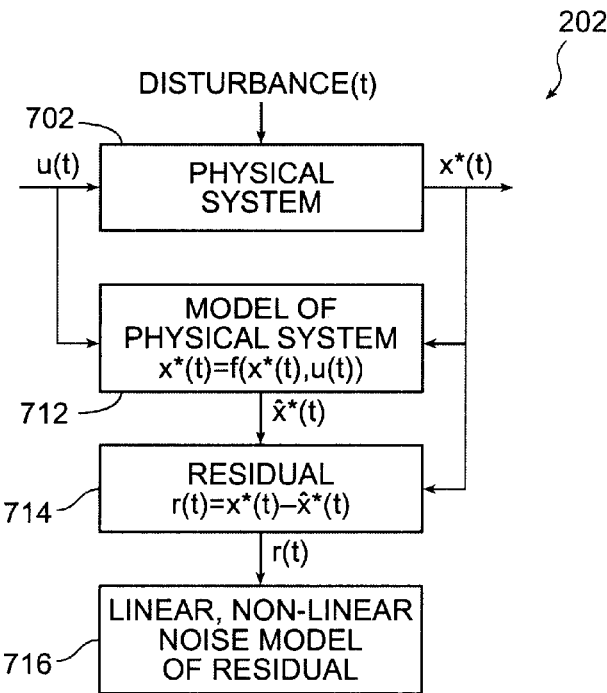 202
DISTURBANCE(t)
702
u(t)
x*(t)
PHYSICAL
SYSTEM
MODEL OF
PHYSICAL SYSTEM
x*(t)=f(x*(t),u(t))
712
x̂*(t)
RESIDUAL
r(t)=x*(t)–x̂*(t)
714
r(t)
LINEAR, NON-LINEAR
NOISE MODEL
OF RESIDUAL
716